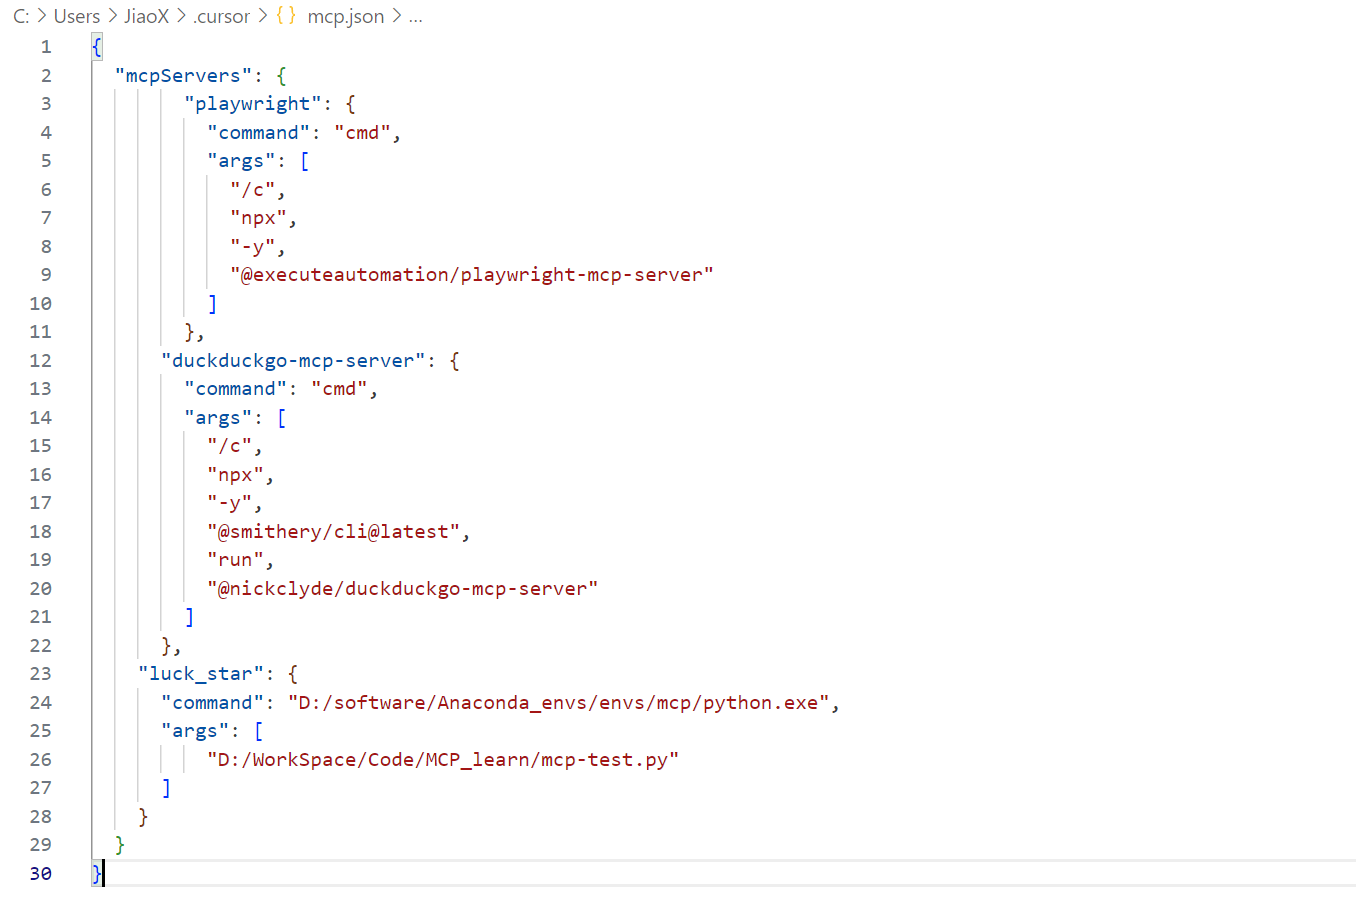 C: > Users > JiaoX > .cursor > {} mcp.json > ...
1 {
2 "mcpServers": {
3 "playwright": {
4 "command": "cmd",
5 "args": [
6 "/c",
7 "npx",
8 "-y",
9 "@executeautomation/playwright-mcp-server"
10 ]
11 },
12 "duckduckgo-mcp-server": {
13 "command": "cmd",
14 "args": [
15 "/c",
16 "npx",
17 "-y",
18 "@smithery/cli@latest",
19 "run",
20 "@nickclyde/duckduckgo-mcp-server"
21 ]
22 },
23 "luck_star": {
24 "command": "D:/software/Anaconda_envs/envs/mcp/python.exe",
25 "args": [
26 "D:/WorkSpace/Code/MCP_learn/mcp-test.py"
27 ]
28 }
29 }
30 }